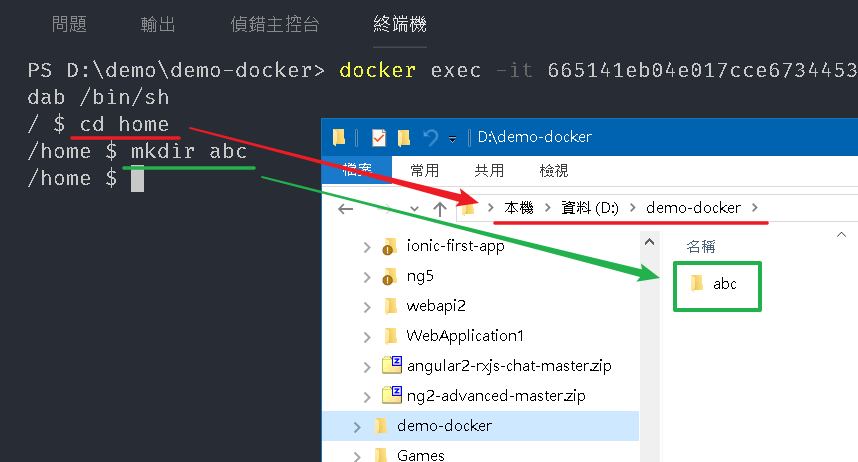 問題 輸出 偵錯主控台 終端機
PS D:\demo\demo-docker> docker exec -it 665141eb04e017cce6734453
dab /bin/sh
/ $ cd home
/home $ mkdir abc
/home $
D:\demo-docker
檔案 常用 共用 檢視
本機 資料 (D:) demo-docker
名稱
abc
ionic-first-app
ng5
webapi2
WebApplication1
angular2-rxjs-chat-master.zip
ng2-advanced-master.zip
demo-docker
Games